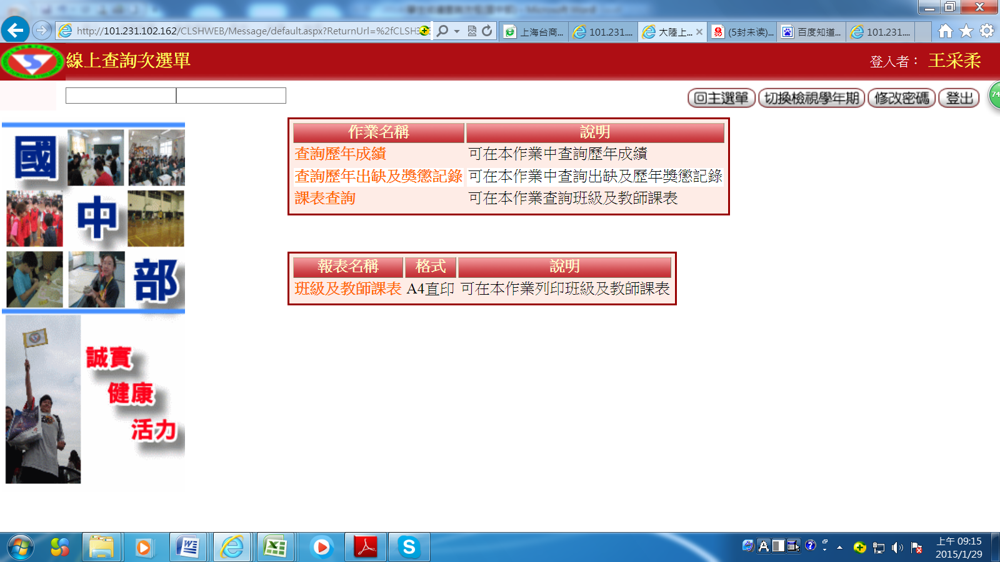 http://101.231.102.162/CLSHWEB/Message/default.aspx?ReturnUrl=%2fCLSH3
上海台商...
101.231....
大陸上...
(5封未读)...
百度知道...
101.231....
線上查詢次選單
登入者： 王采柔
回主選單 切換檢視學年期 修改密碼 登出
74
國
中
部
誠實
健康
活力
作業名稱 說明
查詢歷年成績 可在本作業中查詢歷年成績
查詢歷年出缺及獎懲記錄 可在本作業中查詢出缺及歷年獎懲記錄
課表查詢 可在本作業查詢班級及教師課表
報表名稱 格式 說明
班級及教師課表 A4直印 可在本作業列印班級及教師課表
上午 09:15
2015/1/29